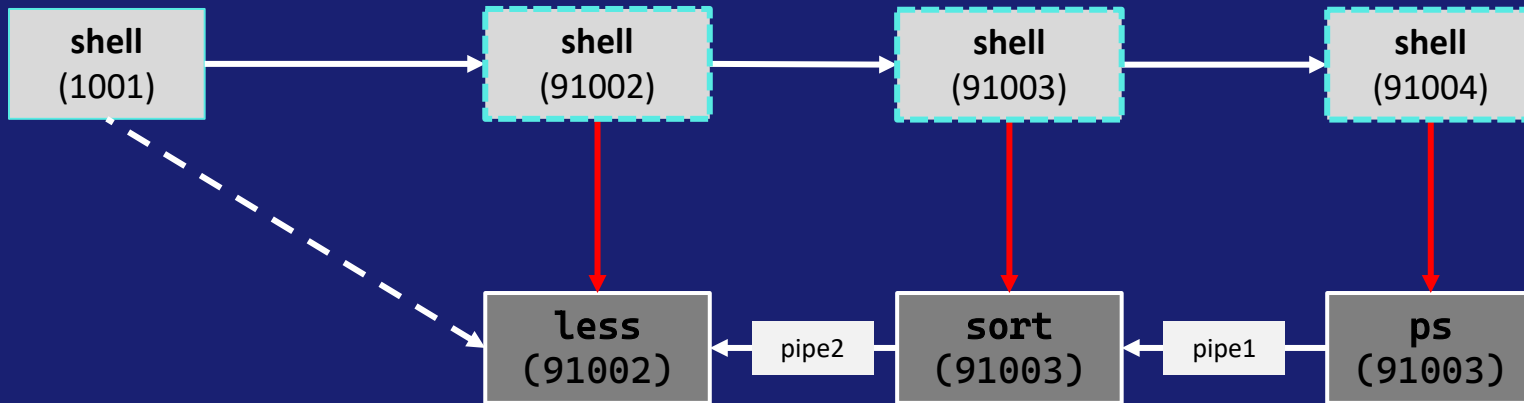 shell
(1001)
shell
(91002)
shell
(91003)
shell
(91004)
less
(91002)
pipe2
sort
(91003)
pipe1
ps
(91003)